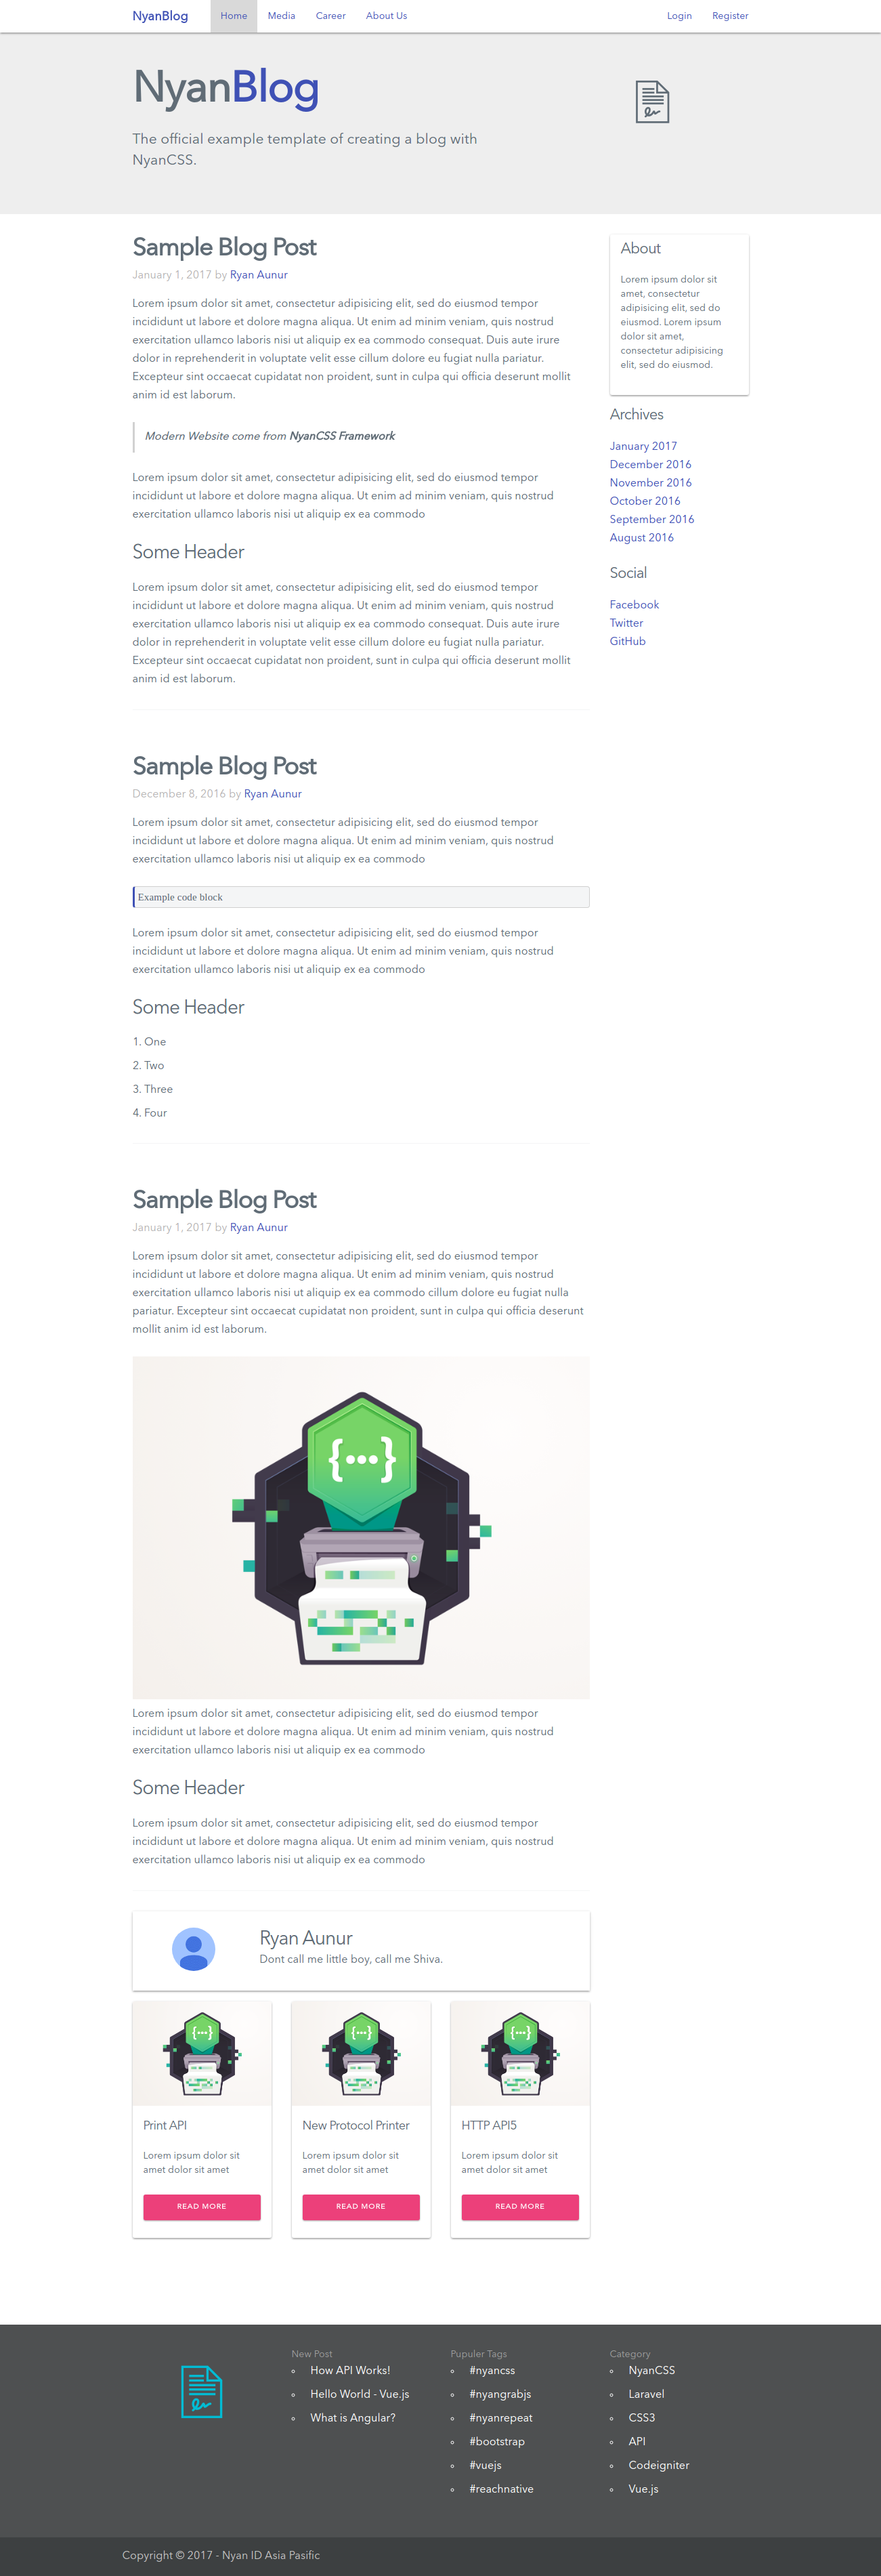 NyanBlog
Home
Media
Career
About Us
Login
Register
NyanBlog
The official example template of creating a blog with
NyanCSS.
Sample Blog Post
January 1, 2017 by Ryan Aunur
Lorem ipsum dolor sit amet, consectetur adipisicing elit, sed do eiusmod tempor
incididunt ut labore et dolore magna aliqua. Ut enim ad minim veniam, quis nostrud
exercitation ullamco laboris nisi ut aliquip ex ea commodo consequat. Duis aute irure
dolor in reprehenderit in voluptate velit esse cillum dolore eu fugiat nulla pariatur.
Excepteur sint occaecat cupidatat non proident, sunt in culpa qui officia deserunt mollit
anim id est laborum.
Modern Website come from NyanCSS Framework
Lorem ipsum dolor sit amet, consectetur adipisicing elit, sed do eiusmod tempor
incididunt ut labore et dolore magna aliqua. Ut enim ad minim veniam, quis nostrud
exercitation ullamco laboris nisi ut aliquip ex ea commodo
Some Header
Lorem ipsum dolor sit amet, consectetur adipisicing elit, sed do eiusmod tempor
incididunt ut labore et dolore magna aliqua. Ut enim ad minim veniam, quis nostrud
exercitation ullamco laboris nisi ut aliquip ex ea commodo consequat. Duis aute irure
dolor in reprehenderit in voluptate velit esse cillum dolore eu fugiat nulla pariatur.
Excepteur sint occaecat cupidatat non proident, sunt in culpa qui officia deserunt mollit
anim id est laborum.
Sample Blog Post
December 8, 2016 by Ryan Aunur
Lorem ipsum dolor sit amet, consectetur adipisicing elit, sed do eiusmod tempor
incididunt ut labore et dolore magna aliqua. Ut enim ad minim veniam, quis nostrud
exercitation ullamco laboris nisi ut aliquip ex ea commodo
Example code block
Lorem ipsum dolor sit amet, consectetur adipisicing elit, sed do eiusmod tempor
incididunt ut labore et dolore magna aliqua. Ut enim ad minim veniam, quis nostrud
exercitation ullamco laboris nisi ut aliquip ex ea commodo
Some Header
1. One
2. Two
3. Three
4. Four
Sample Blog Post
January 1, 2017 by Ryan Aunur
Lorem ipsum dolor sit amet, consectetur adipisicing elit, sed do eiusmod tempor
incididunt ut labore et dolore magna aliqua. Ut enim ad minim veniam, quis nostrud
exercitation ullamco laboris nisi ut aliquip ex ea commodo cillum dolore eu fugiat nulla
pariatur. Excepteur sint occaecat cupidatat non proident, sunt in culpa qui officia deserunt
mollit anim id est laborum.
{•••}
Lorem ipsum dolor sit amet, consectetur adipisicing elit, sed do eiusmod tempor
incididunt ut labore et dolore magna aliqua. Ut enim ad minim veniam, quis nostrud
exercitation ullamco laboris nisi ut aliquip ex ea commodo
Some Header
Lorem ipsum dolor sit amet, consectetur adipisicing elit, sed do eiusmod tempor
incididunt ut labore et dolore magna aliqua. Ut enim ad minim veniam, quis nostrud
exercitation ullamco laboris nisi ut aliquip ex ea commodo
Ryan Aunur
Dont call me little boy, call me Shiva.
{•••}
Print API
Lorem ipsum dolor sit
amet dolor sit amet
READ MORE
{•••}
New Protocol Printer
Lorem ipsum dolor sit
amet dolor sit amet
READ MORE
{•••}
HTTP API5
Lorem ipsum dolor sit
amet dolor sit amet
READ MORE
About
Lorem ipsum dolor sit
amet, consectetur
adipisicing elit, sed do
eiusmod. Lorem ipsum
dolor sit amet,
consectetur adipisicing
elit, sed do eiusmod.
Archives
January 2017
December 2016
November 2016
October 2016
September 2016
August 2016
Social
Facebook
Twitter
GitHub
New Post
How API Works!
Hello World - Vue.js
What is Angular?
Pupuler Tags
#nyancss
#nyangrabjs
#nyanrepeat
#bootstrap
#vuejs
#reachnative
Category
NyanCSS
Laravel
CSS3
API
Codeigniter
Vue.js
Copyright © 2017 - Nyan ID Asia Pasific